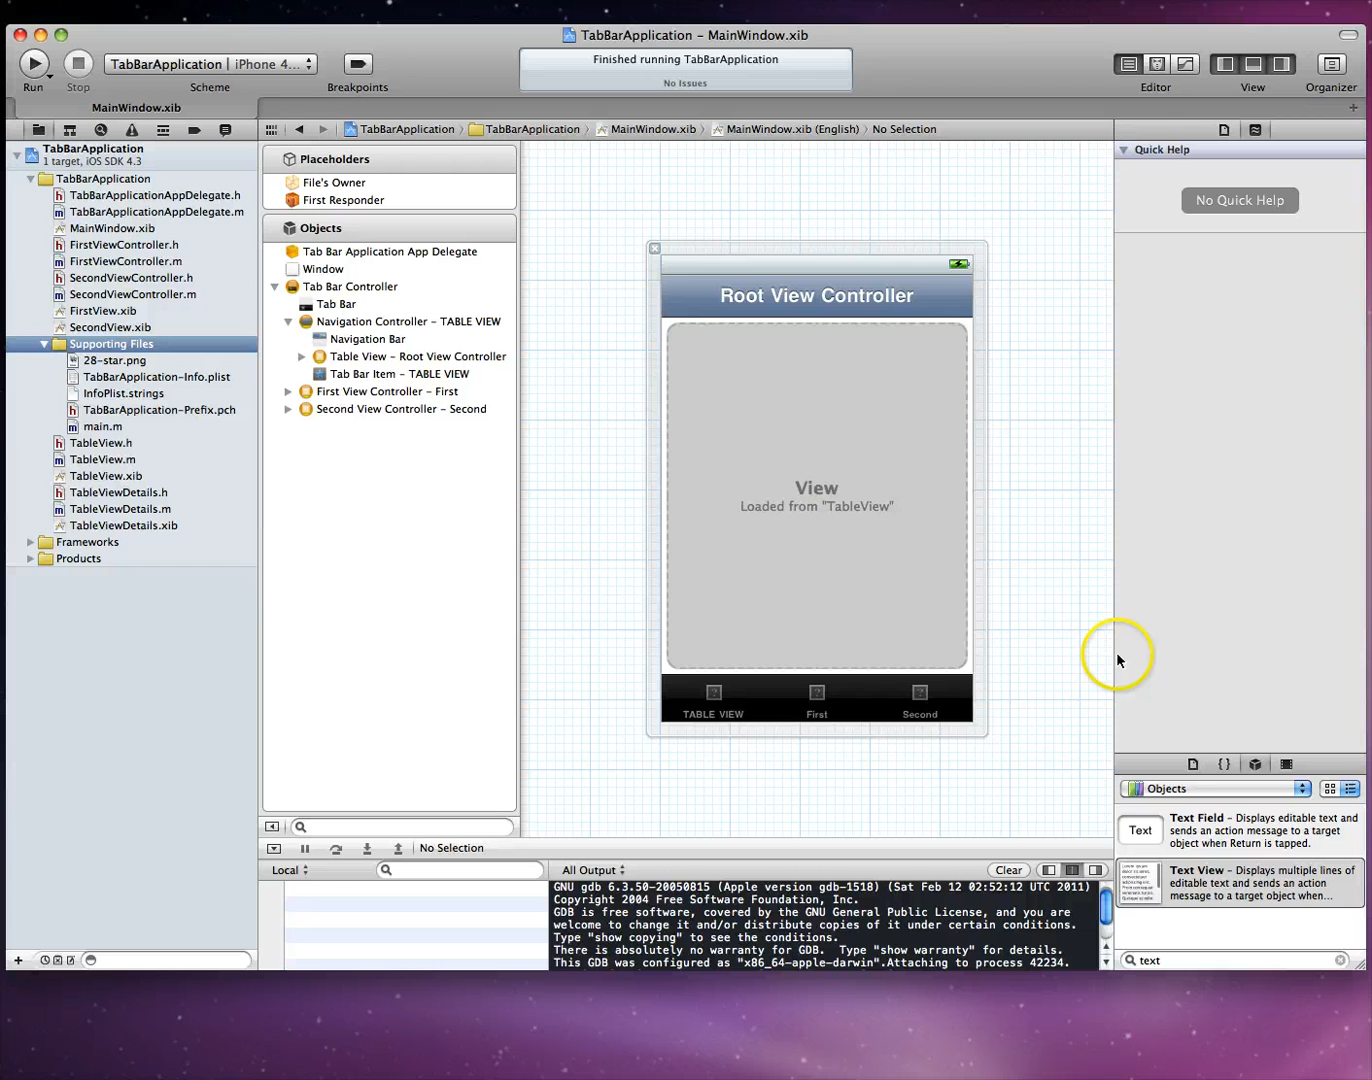 TabBarApplication – MainWindow.xib
TabBarApplication | iPhone 4...
Finished running TabBarApplication
No Issues
Run
Stop
Scheme
Breakpoints
Editor
View
Organizer
MainWindow.xib
TabBarApplication
TabBarApplication
MainWindow.xib
MainWindow.xib (English)
No Selection
TabBarApplication
1 target, iOS SDK 4.3
TabBarApplication
TabBarApplicationAppDelegate.h
TabBarApplicationAppDelegate.m
MainWindow.xib
FirstViewController.h
FirstViewController.m
SecondViewController.h
SecondViewController.m
FirstView.xib
SecondView.xib
Supporting Files
28-star.png
TabBarApplication-Info.plist
InfoPlist.strings
TabBarApplication-Prefix.pch
main.m
TableView.h
TableView.m
TableView.xib
TableViewDetails.h
TableViewDetails.m
TableViewDetails.xib
Frameworks
Products
Placeholders
File's Owner
First Responder
Objects
Tab Bar Application App Delegate
Window
Tab Bar Controller
Tab Bar
Navigation Controller – TABLE VIEW
Navigation Bar
Table View – Root View Controller
Tab Bar Item – TABLE VIEW
First View Controller – First
Second View Controller – Second
Root View Controller
View
Loaded from "TableView"
TABLE VIEW
First
Second
Quick Help
No Quick Help
Objects
Text
Text Field – Displays editable text and
sends an action message to a target
object when Return is tapped.
Text View – Displays multiple lines of
editable text and sends an action
message to a target object when...
text
No Selection
Local
All Output
Clear
GNU gdb 6.3.50-20050815 (Apple version gdb-1518) (Sat Feb 12 02:52:12 UTC 2011)
Copyright 2004 Free Software Foundation, Inc.
GDB is free software, covered by the GNU General Public License, and you are
welcome to change it and/or distribute copies of it under certain conditions.
Type "show copying" to see the conditions.
There is absolutely no warranty for GDB.  Type "show warranty" for details.
This GDB was configured as "x86_64-apple-darwin".Attaching to process 42234.